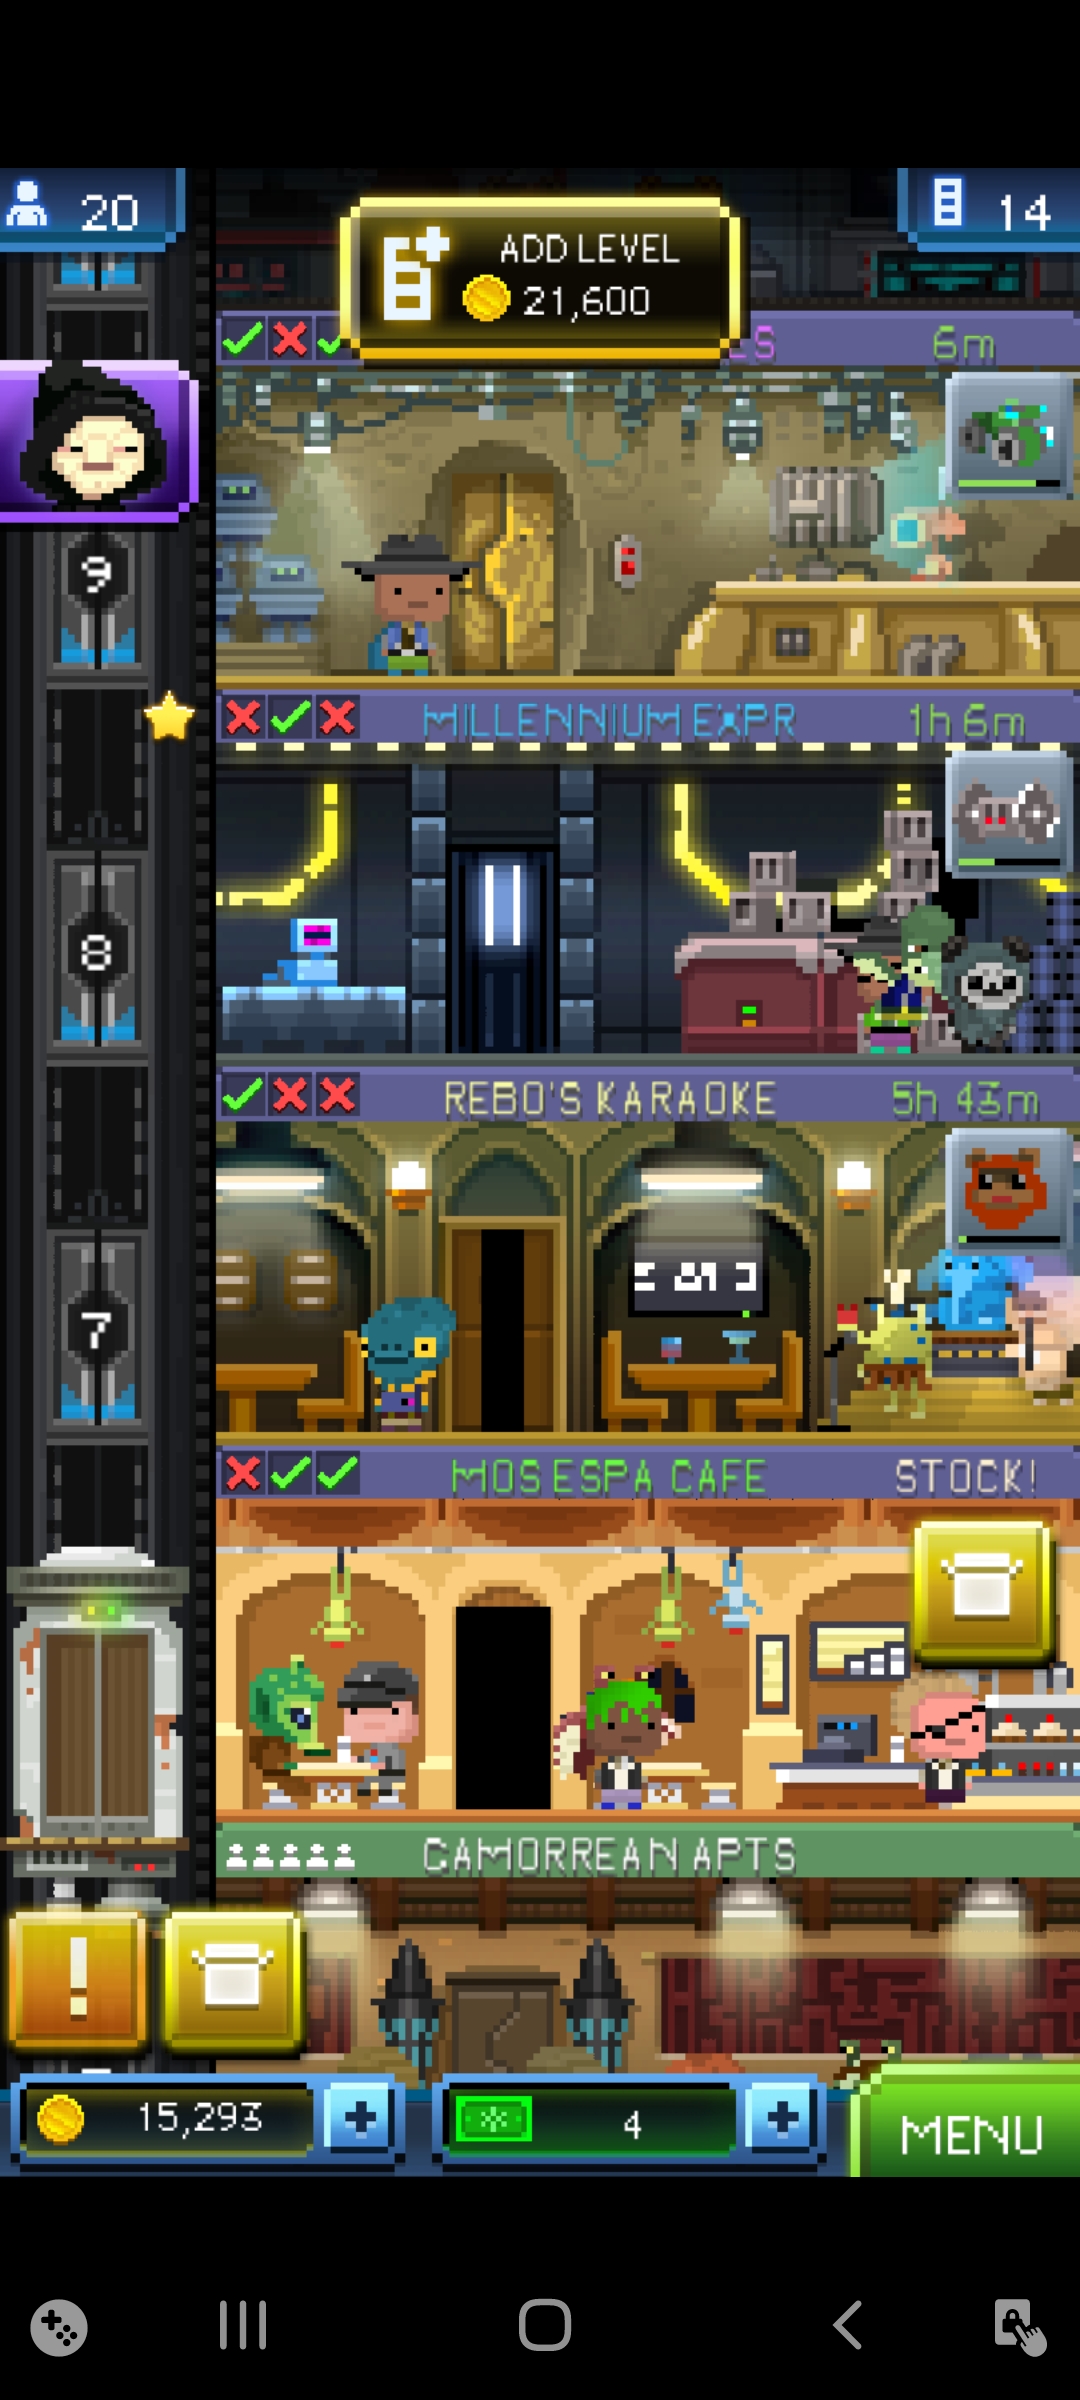 20
ADD LEVEL
21,600
14
6m
9
MILLENNIUM EXPR
1h 6m
8
REBO'S KARAOKE
5h 43m
7
MOS ESPA CAFE
STOCK!
GAMORREAN APTS
!
15,293
+
4
+
MENU